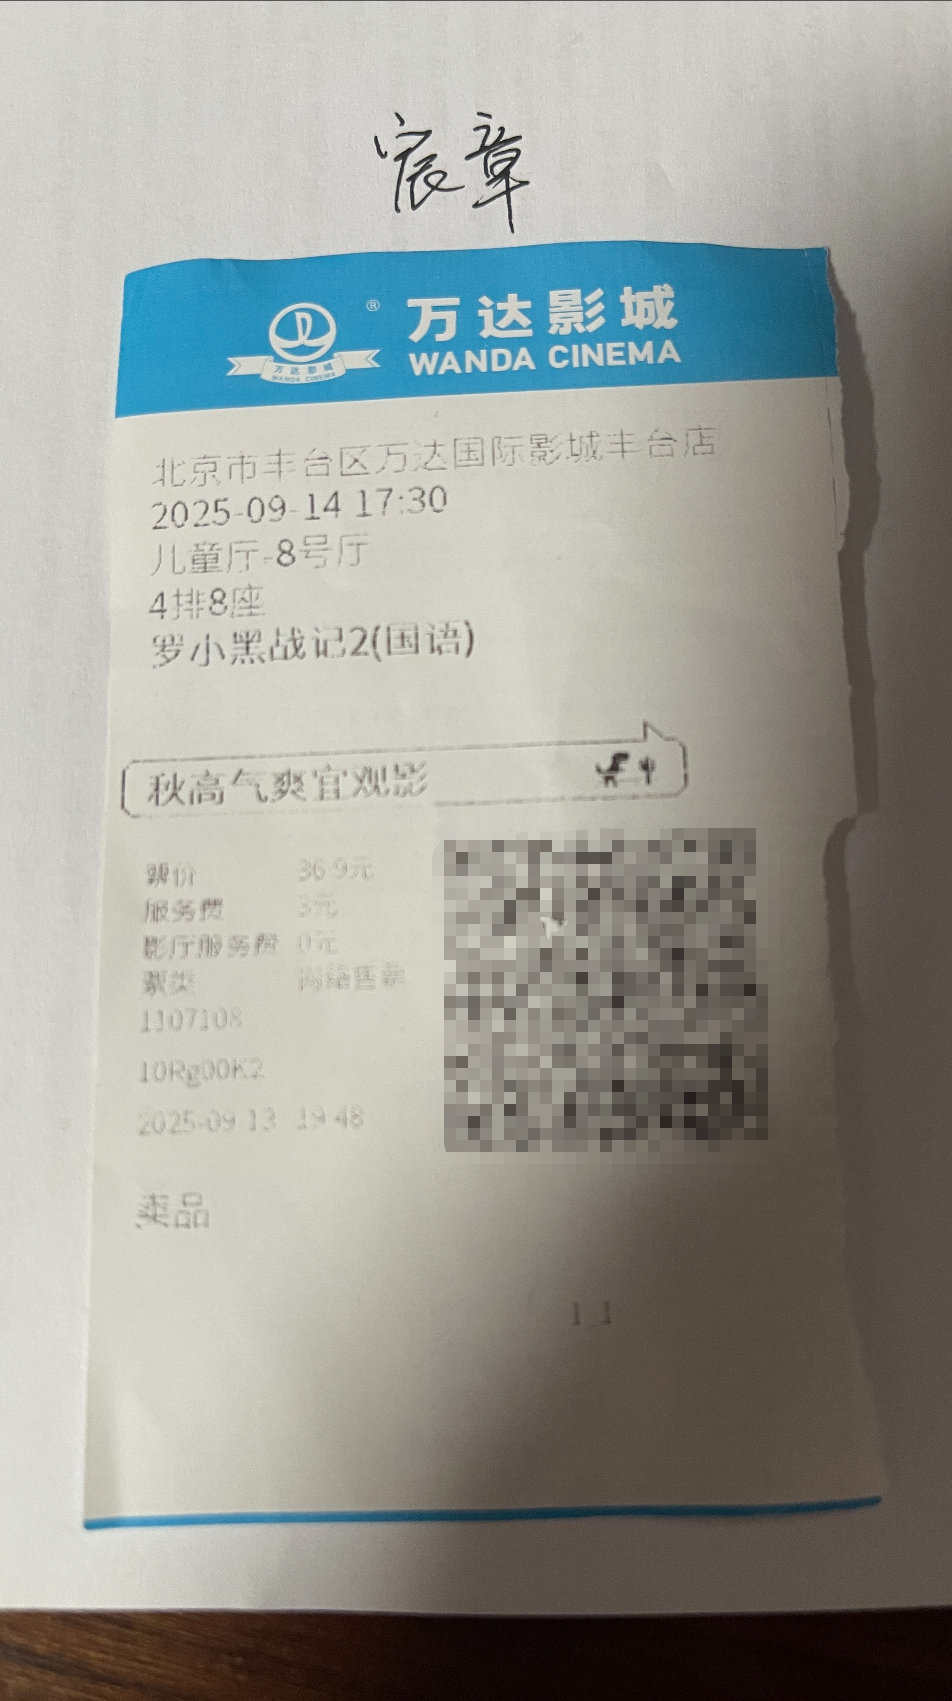 宸章
万达影城
WANDA CINEMA
®
万达影城
WANDA CINEMA
北京市丰台区万达国际影城丰台店
2025-09-14 17:30
儿童厅-8号厅
4排8座
罗小黑战记2(国语)
秋高气爽宜观影
票价 36.9元
服务费 3元
影厅服务费 0元
票类 网络售票
1107108
10Rg00K2
2025-09-13 19:48
卖品
1_1